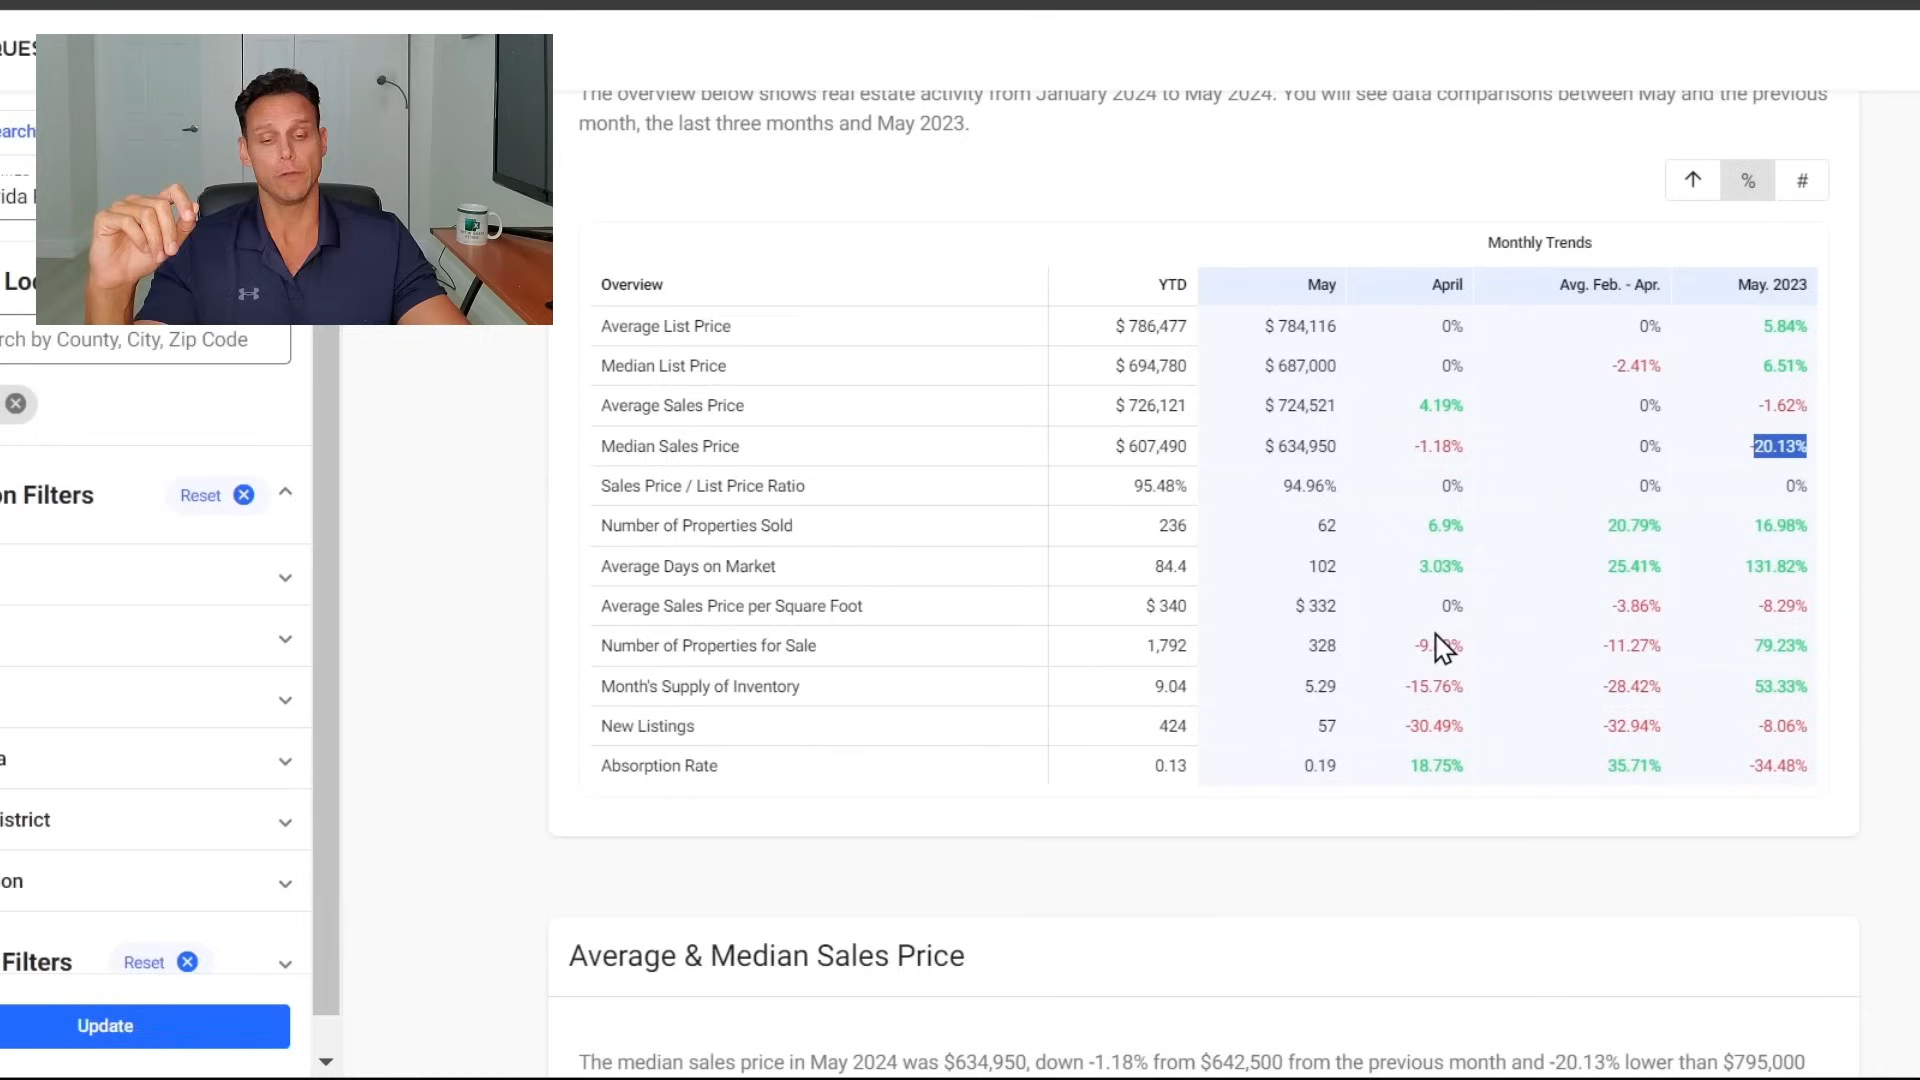 The overview below shows real estate activity from January 2024 to May 2024. You will see data comparisons between May and the previous
month, the last three months and May 2023.
% #
Monthly Trends
Overview YTD May April Avg. Feb. - Apr. May. 2023
Average List Price $ 786,477 $ 784,116 0% 0% 5.84%
Median List Price $ 694,780 $ 687,000 0% -2.41% 6.51%
Average Sales Price $ 726,121 $ 724,521 4.19% 0% -1.62%
Median Sales Price $ 607,490 $ 634,950 -1.18% 0% -20.13%
Sales Price / List Price Ratio 95.48% 94.96% 0% 0% 0%
Number of Properties Sold 236 62 6.9% 20.79% 16.98%
Average Days on Market 84.4 102 3.03% 25.41% 131.82%
Average Sales Price per Square Foot $ 340 $ 332 0% -3.86% -8.29%
Number of Properties for Sale 1,792 328 -11.27% 79.23%
Month's Supply of Inventory 9.04 5.29 -15.76% -28.42% 53.33%
New Listings 424 57 -30.49% -32.94% -8.06%
Absorption Rate 0.13 0.19 18.75% 35.71% -34.48%
Average & Median Sales Price
The median sales price in May 2024 was $634,950, down -1.18% from $642,500 from the previous month and -20.13% lower than $795,000
QUES
earch
rida
Loc
rch by County, City, Zip Code
on Filters Reset
a
istrict
on
Filters Reset
Update